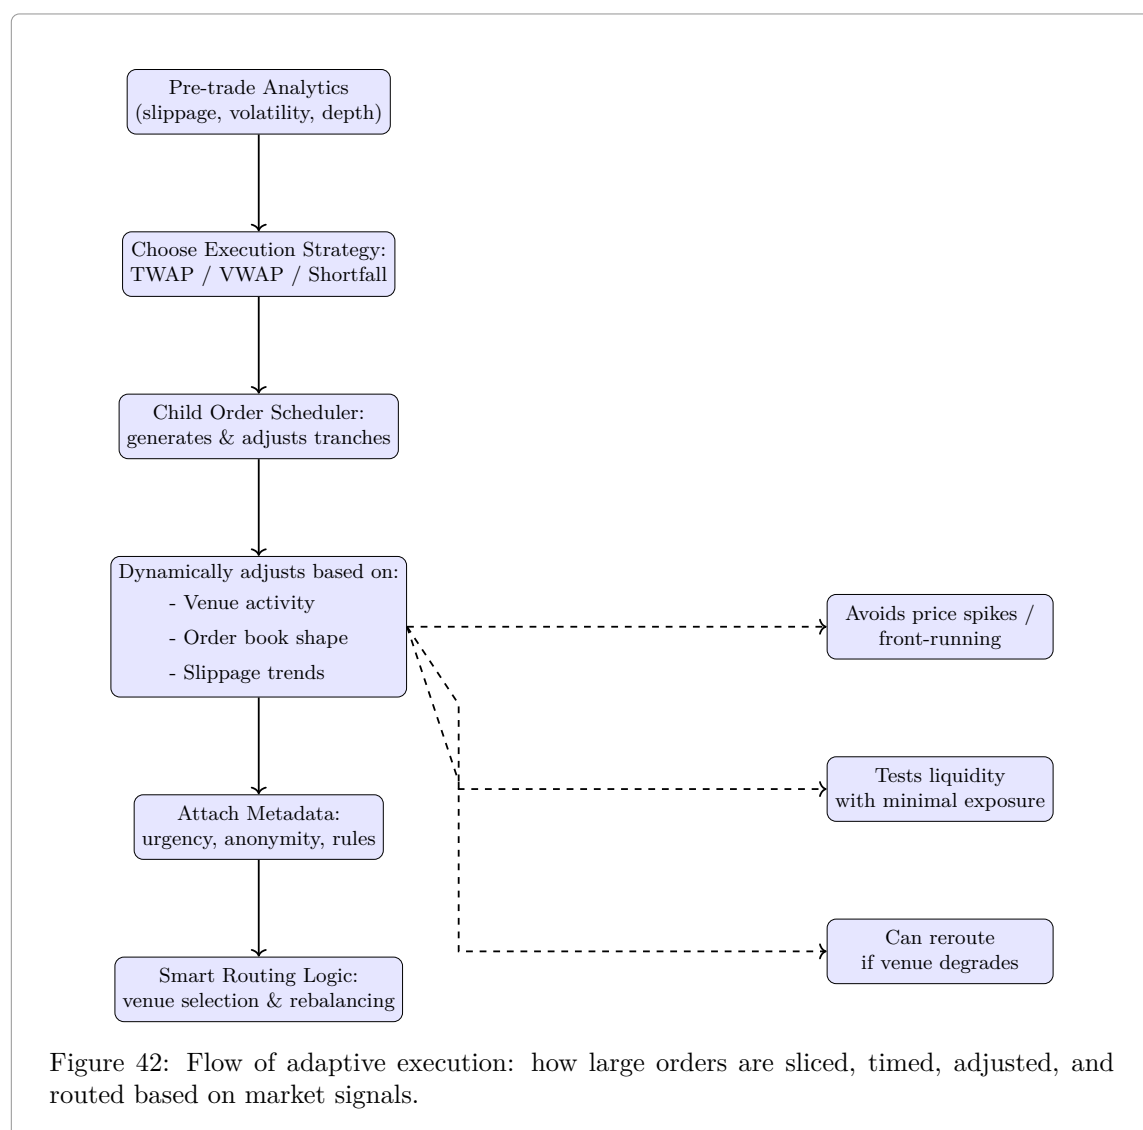 Pre-trade Analytics
(slippage, volatility, depth)
Choose Execution Strategy:
TWAP / VWAP / Shortfall
Child Order Scheduler:
generates & adjusts tranches
Dynamically adjusts based on:
- Venue activity
- Order book shape
- Slippage trends
Avoids price spikes /
front-running
Tests liquidity
with minimal exposure
Attach Metadata:
urgency, anonymity, rules
Can reroute
if venue degrades
Smart Routing Logic:
venue selection & rebalancing
Figure 42: Flow of adaptive execution: how large orders are sliced, timed, adjusted, and
routed based on market signals.